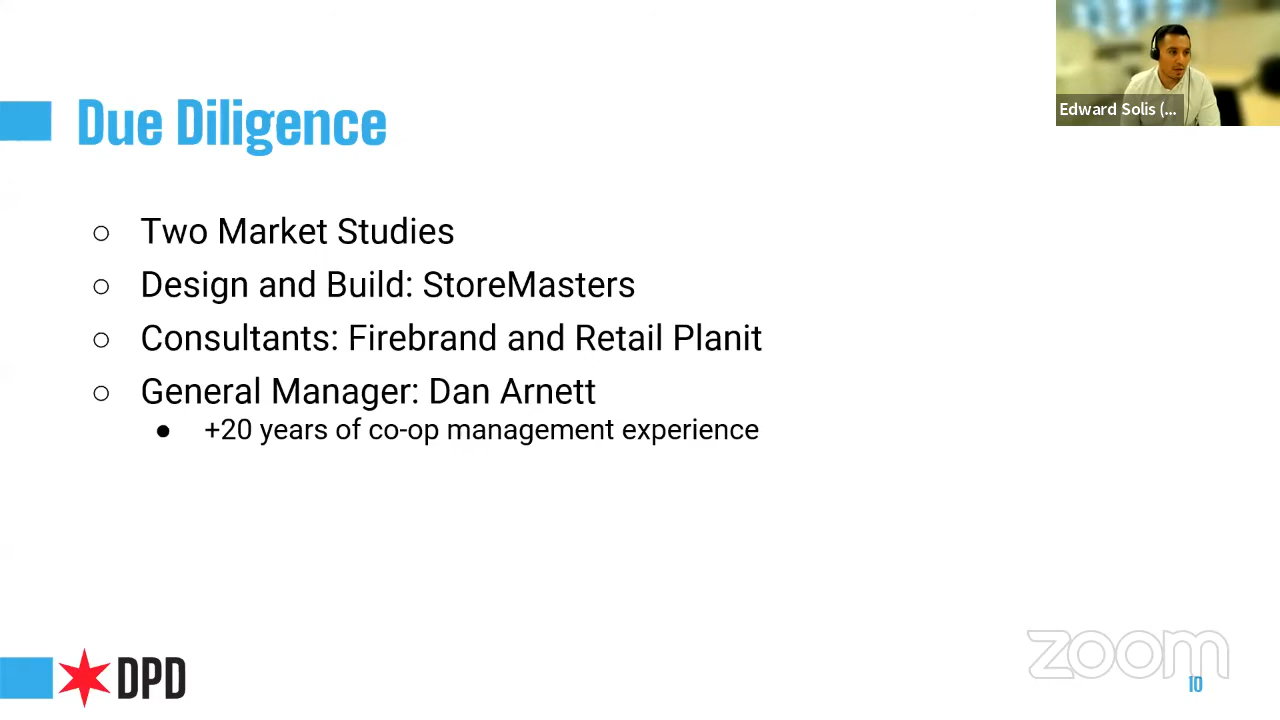 Edward Solis (...
Due Diligence
○ Two Market Studies
○ Design and Build: StoreMasters
○ Consultants: Firebrand and Retail Planit
○ General Manager: Dan Arnett
● +20 years of co-op management experience
DPD
zoom
10